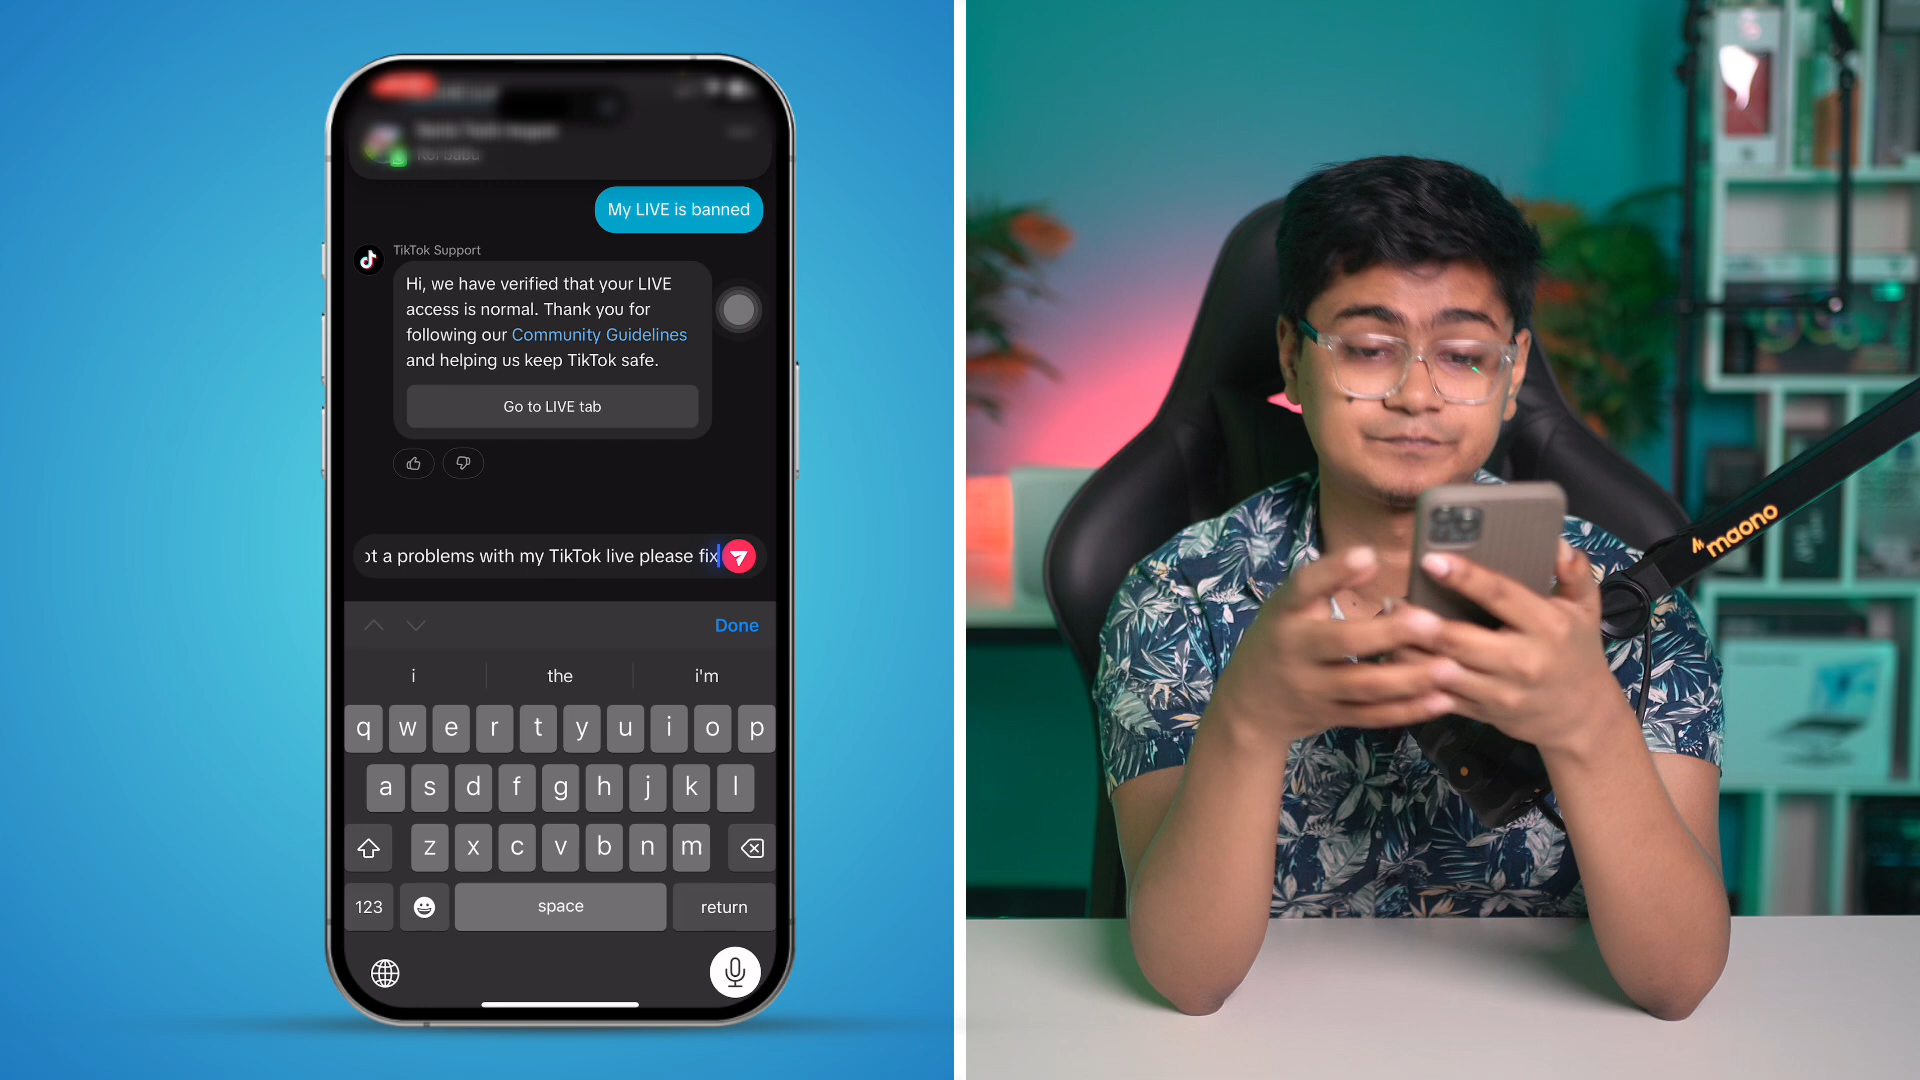 My LIVE is banned
TikTok Support
Hi, we have verified that your LIVE
access is normal. Thank you for
following our Community Guidelines
and helping us keep TikTok safe.
Go to LIVE tab
ot a problems with my TikTok live please fix
Done
i the i'm
q w e r t y u i o p
a s d f g h j k l
z x c v b n m
123 space return
maono